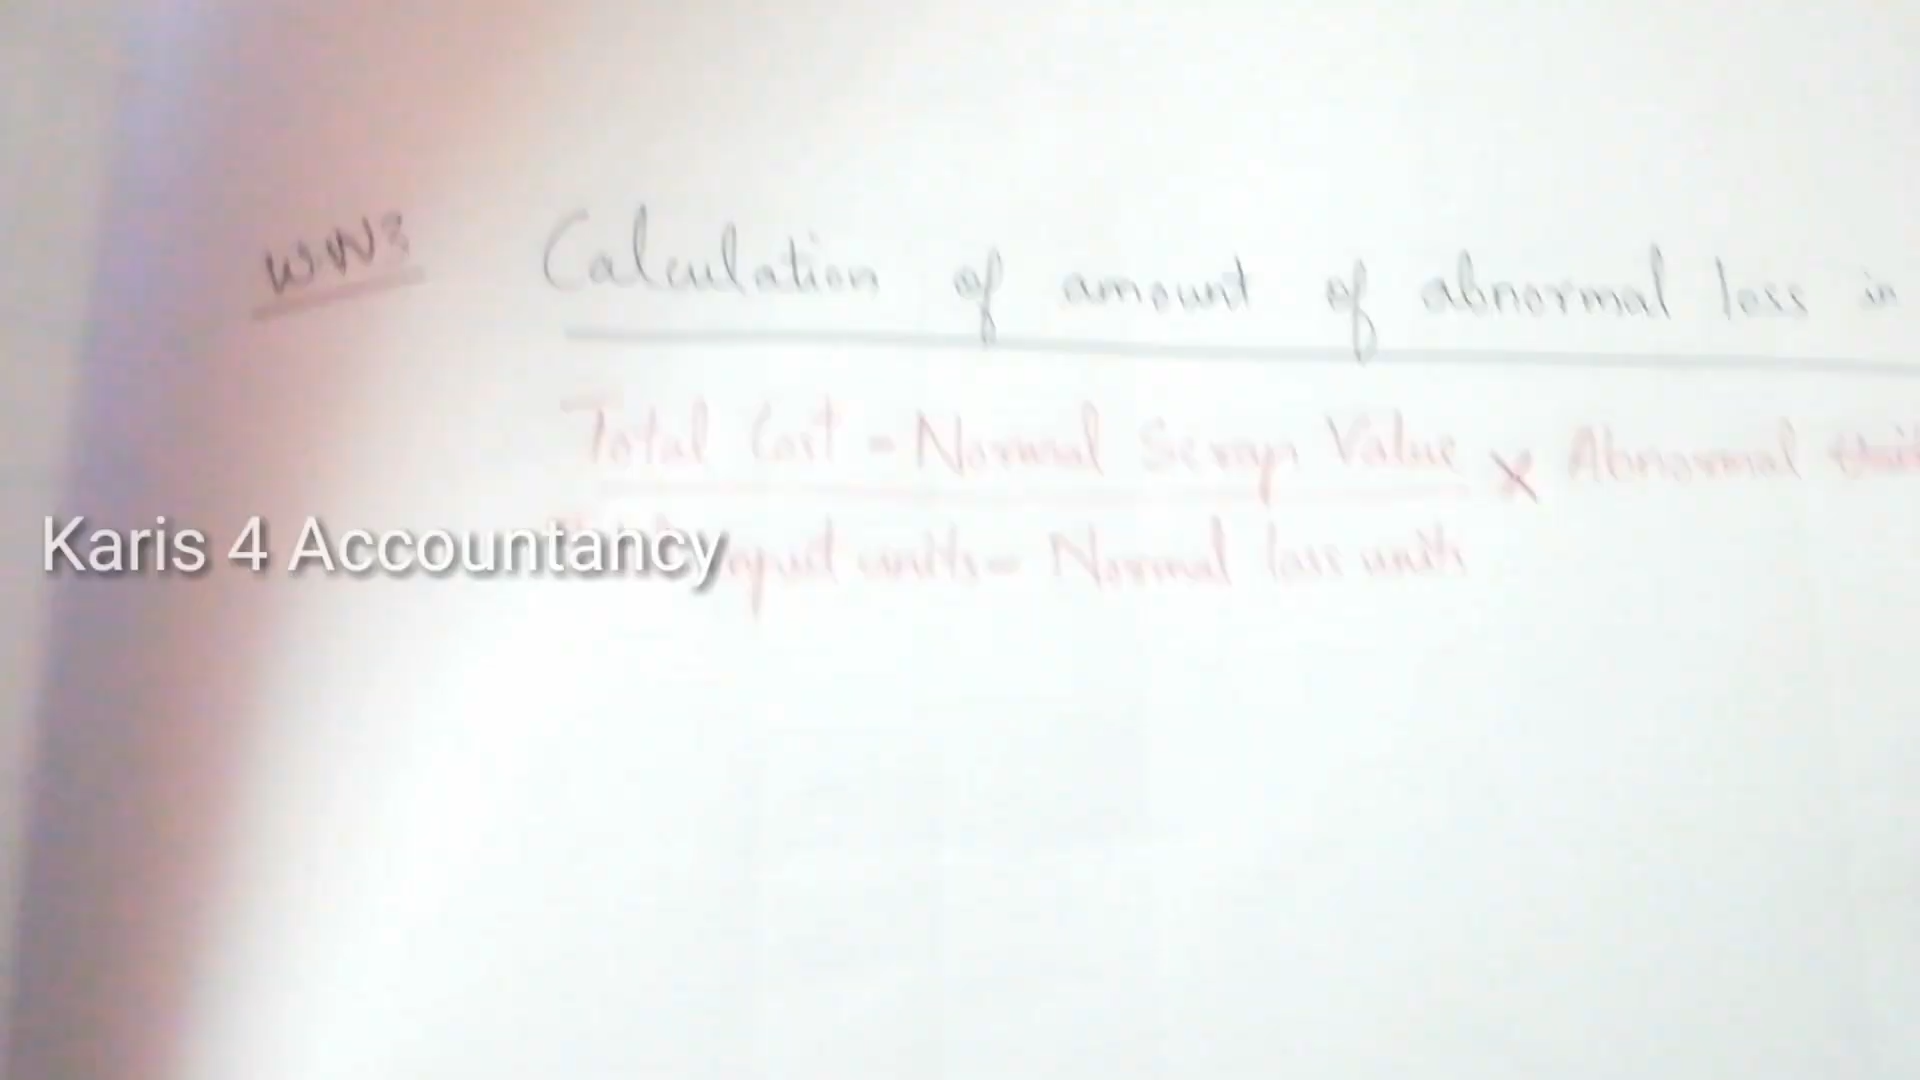 W.N:
Calculation of amount of abnormal loss in
Total Cost - Normal Scrap Value × Abnormal
input units - Normal loss units
Karis 4 Accountancy